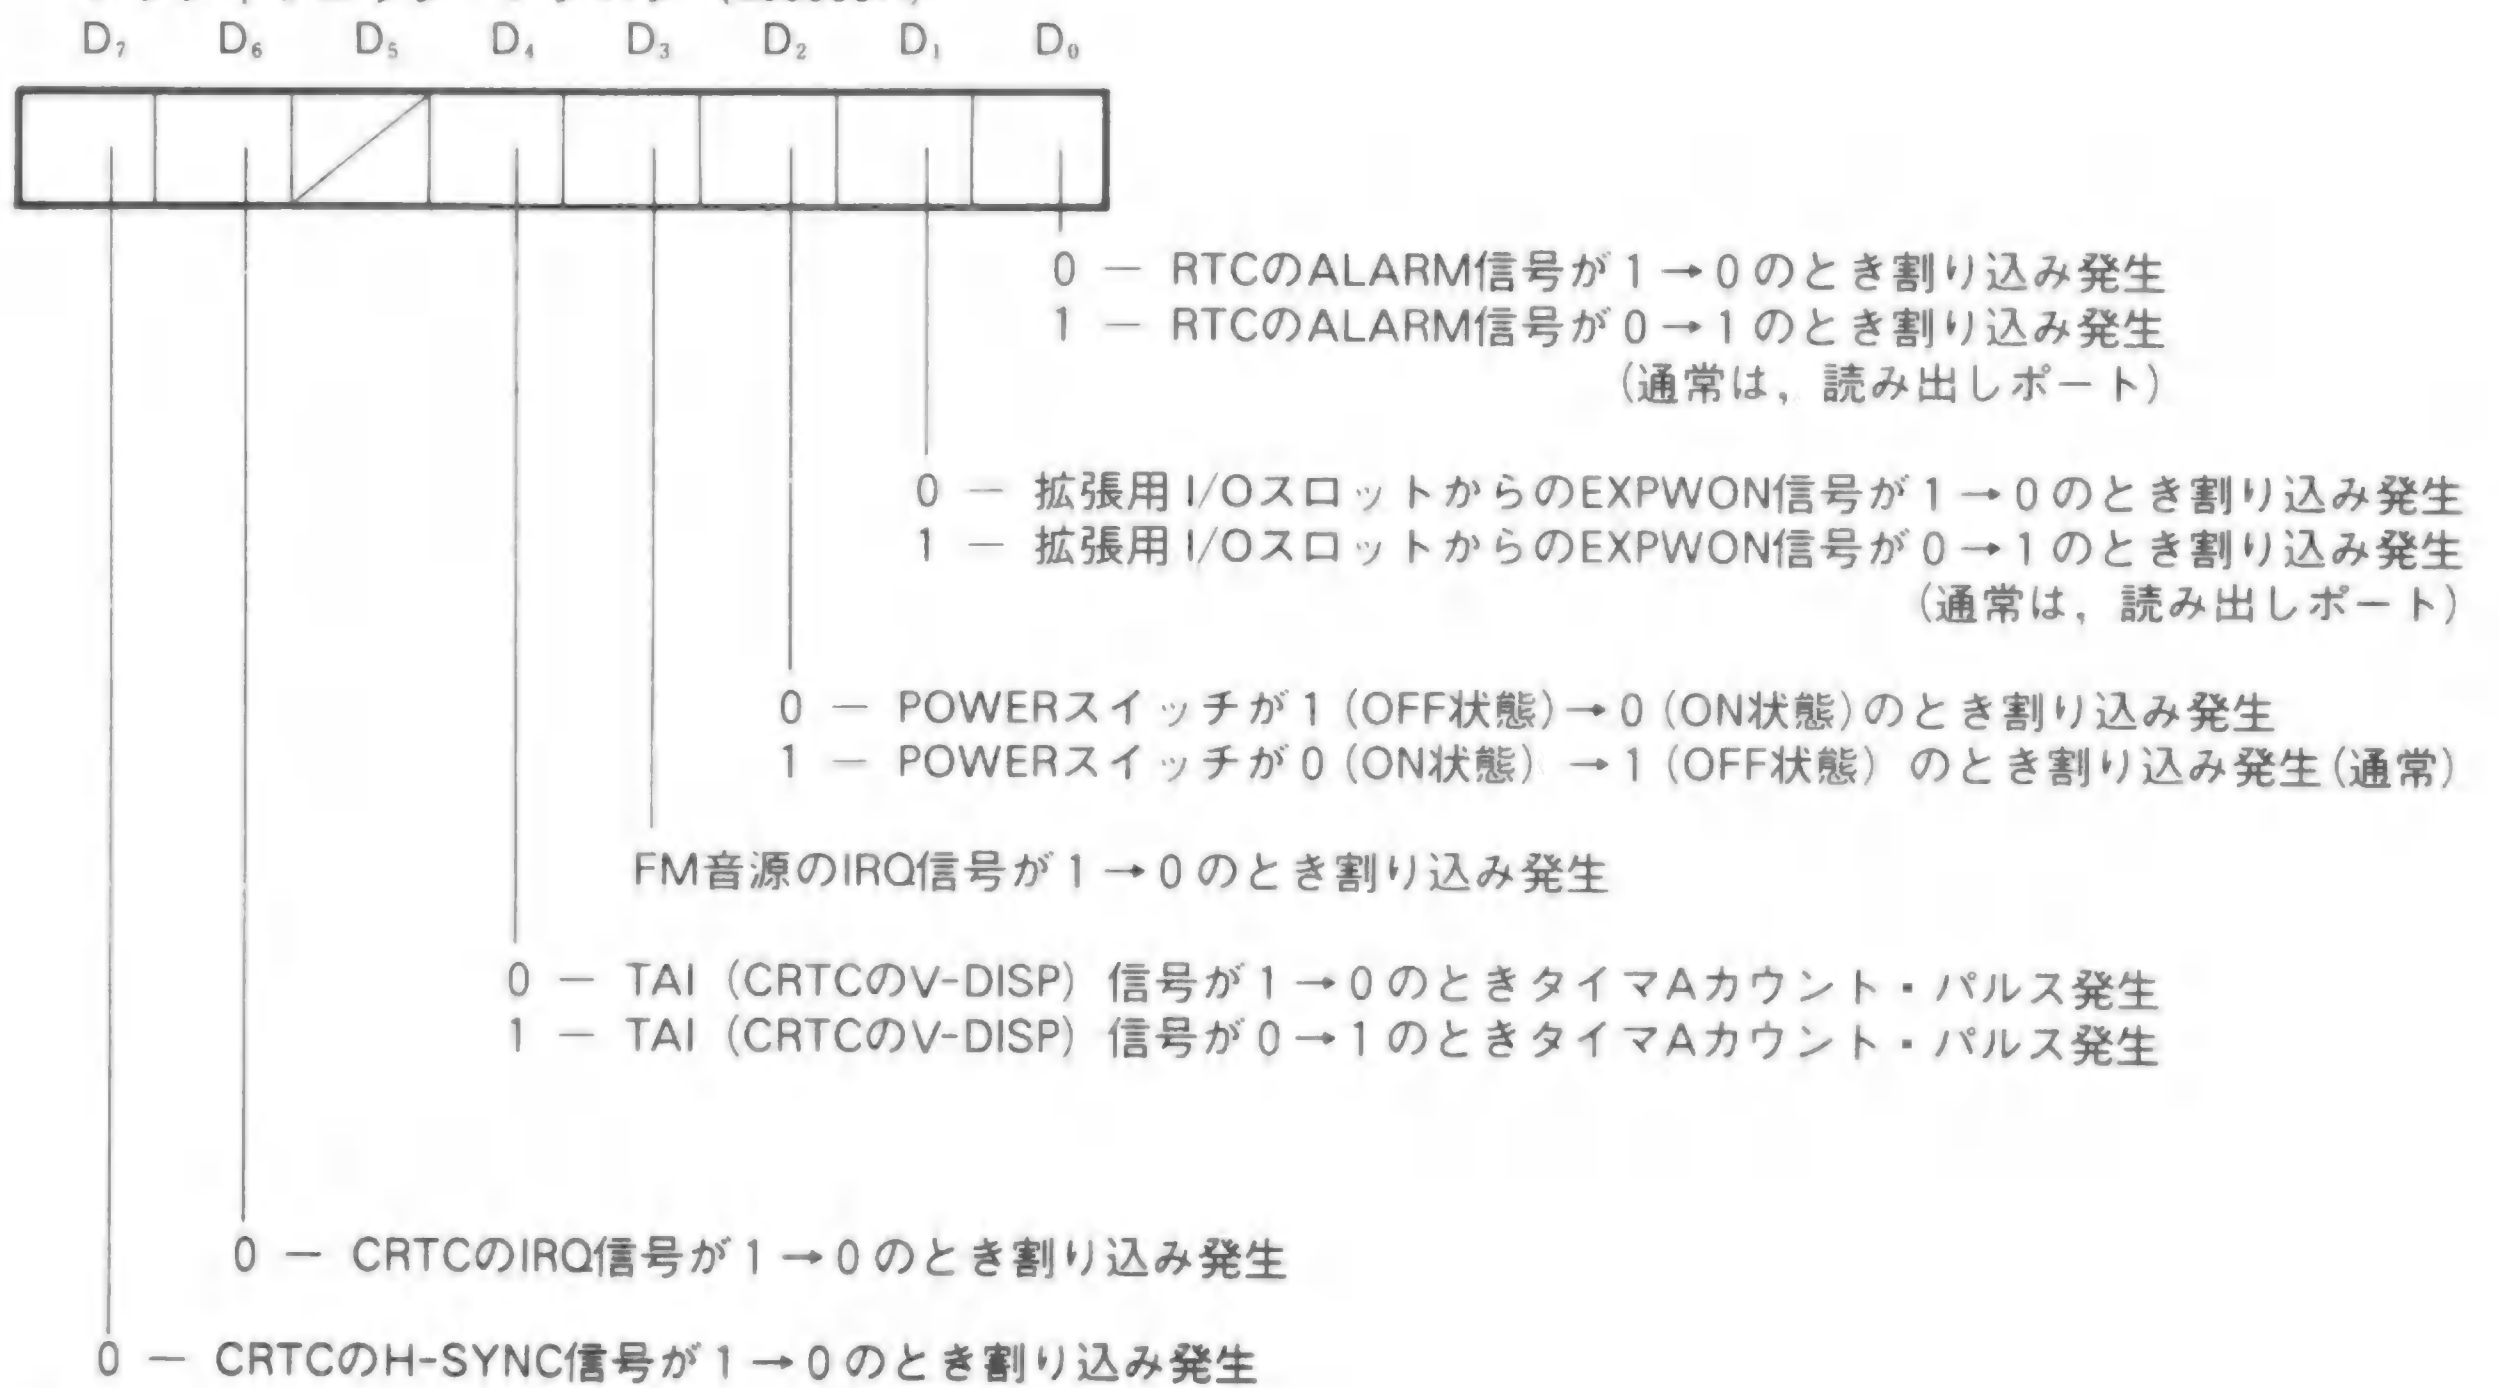 D₇ D₆ D₅ D₄ D₃ D₂ D₁ D₀
0 — RTCのALARM信号が1→0のとき割り込み発生
1 — RTCのALARM信号が0→1のとき割り込み発生
(通常は，読み出しポート)
0 — 拡張用I/OスロットからのEXPWON信号が1→0のとき割り込み発生
1 — 拡張用I/OスロットからのEXPWON信号が0→1のとき割り込み発生
(通常は，読み出しポート)
0 — POWERスイッチが1(OFF状態)→0(ON状態)のとき割り込み発生
1 — POWERスイッチが0(ON状態)→1(OFF状態)のとき割り込み発生(通常)
FM音源のIRQ信号が1→0のとき割り込み発生
0 — TAI(CRTCのV-DISP)信号が1→0のときタイマAカウント・パルス発生
1 — TAI(CRTCのV-DISP)信号が0→1のときタイマAカウント・パルス発生
0 — CRTCのIRQ信号が1→0のとき割り込み発生
0 — CRTCのH-SYNC信号が1→0のとき割り込み発生